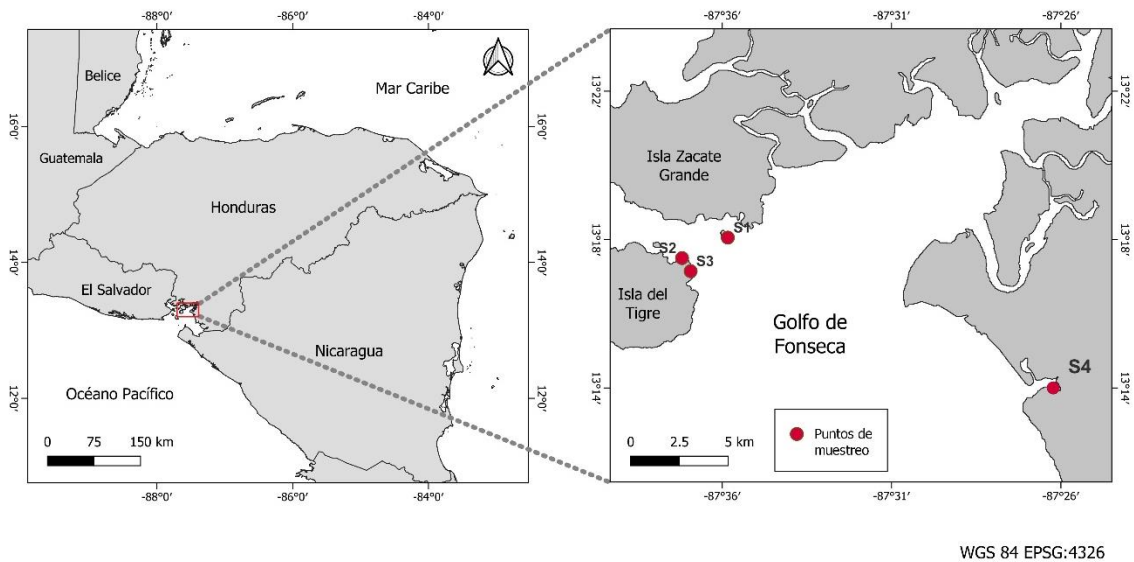 -88°0' -86°0' -84°0'
Belice
Mar Caribe
16°0' 16°0'
Guatemala
Honduras
14°0' 14°0'
El Salvador
Nicaragua
Océano Pacífico
12°0' 12°0'
0 75 150 km
-88°0' -86°0' -84°0'
-87°36' -87°31' -87°26'
13°22' 13°22'
Isla Zacate
Grande
S1
13°18' 13°18'
S2
S3
Isla del
Tigre
Golfo de
Fonseca
S4
13°14' 13°14'
Puntos de
muestreo
0 2.5 5 km
-87°36' -87°31' -87°26'
WGS 84 EPSG:4326